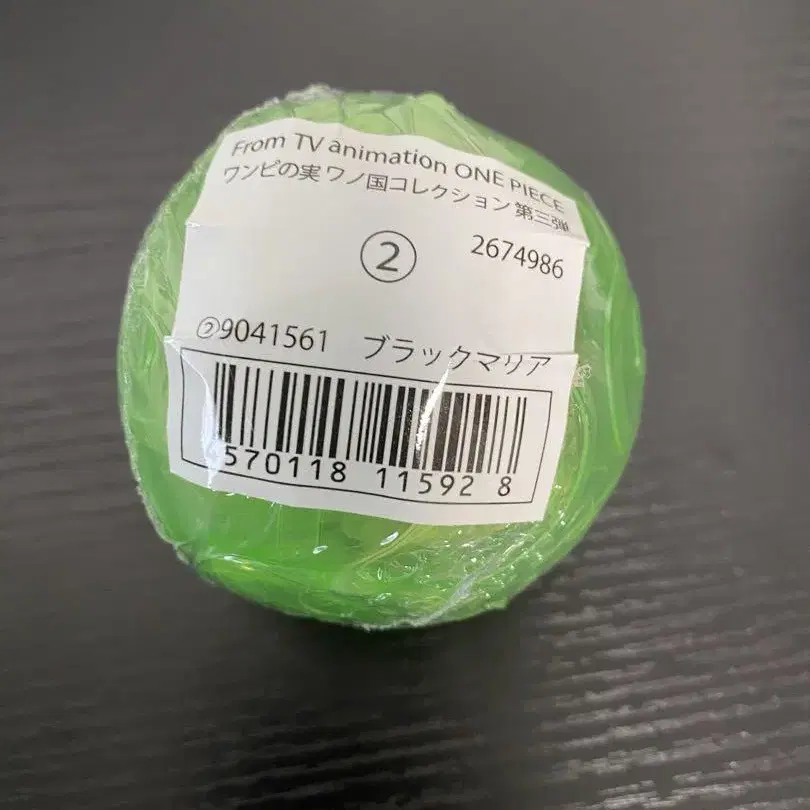 From TV animation ONE PIECE
ワンピの実 ワノ国コレクション 第三弾
② 2674986
②9041561 ブラックマリア
570118 11592 8